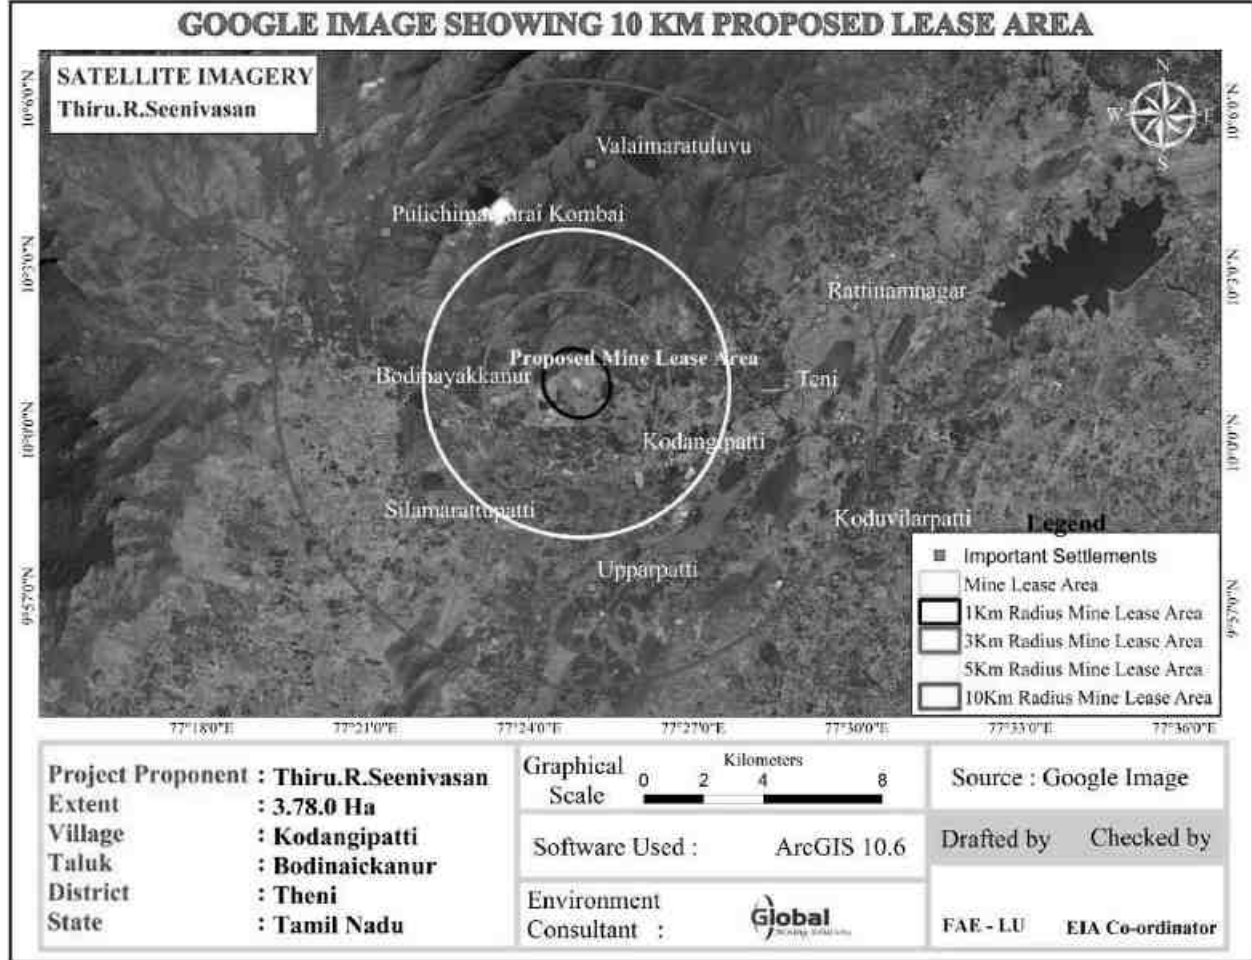 GOOGLE IMAGE SHOWING 10 KM PROPOSED LEASE AREA
SATELLITE IMAGERY
Thiru.R.Seenivasan
N
W E
S
Valaimaratuluvu
Kombai
Rattinamnagar
Proposed Mine Lease Area
Bodinayakkanur
Teni
Kodangipatti
Silamarattupatti
Koduvilarpatti
Upparpatti
10°6'0"N
10°6'0"N
10°3'0"N
10°3'0"N
10°0'0"N
10°0'0"N
9°57'0"N
9°57'0"N
77°18'0"E 77°21'0"E 77°24'0"E 77°27'0"E 77°30'0"E 77°33'0"E 77°36'0"E
Legend
Important Settlements
Mine Lease Area
1Km Radius Mine Lease Area
3Km Radius Mine Lease Area
5Km Radius Mine Lease Area
10Km Radius Mine Lease Area
Project Proponent : Thiru.R.Seenivasan
Extent : 3.78.0 Ha
Village : Kodangipatti
Taluk : Bodinaickanur
District : Theni
State : Tamil Nadu
Graphical Scale
Kilometers
0 2 4 8
Software Used : ArcGIS 10.6
Environment
Consultant :
Global
Mining Solutions
Source : Google Image
Drafted by Checked by
FAE - LU EIA Co-ordinator